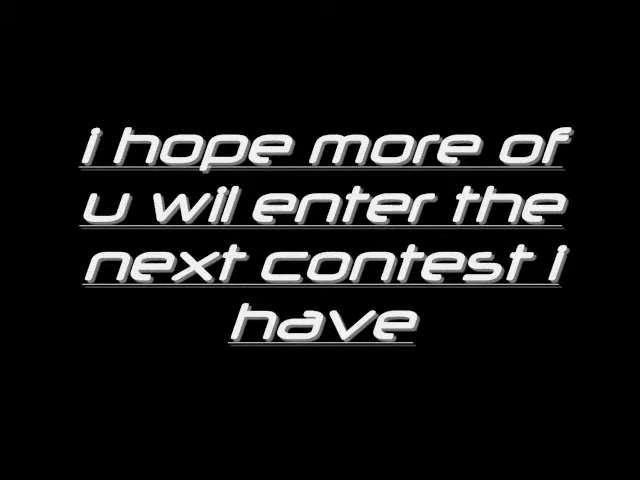 i hope more of
u wil enter the
next contest i
have